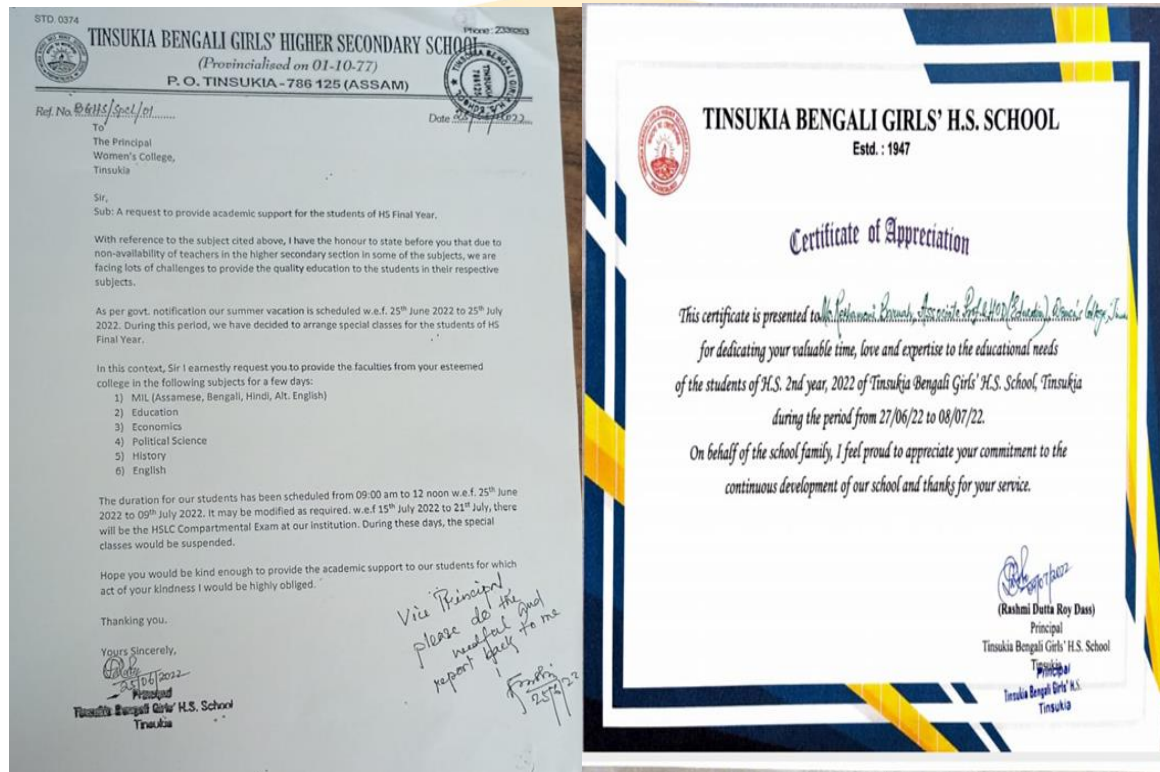 STD. 0374
Phone: 2339253
TINSUKIA BENGALI GIRLS' HIGHER SECONDARY SCHOOL
(Provincialised on 01-10-77)
P. O. TINSUKIA - 786 125 (ASSAM)
Ref. No. BGHS/Spcl/01
Date 25/06/2022
To
The Principal
Women's College,
Tinsukia
Sir,
Sub: A request to provide academic support for the students of HS Final Year.
With reference to the subject cited above, I have the honour to state before you that due to
non-availability of teachers in the higher secondary section in some of the subjects, we are
facing lots of challenges to provide the quality education to the students in their respective
subjects.
As per govt. notification our summer vacation is scheduled w.e.f. 25th June 2022 to 25th July
2022. During this period, we have decided to arrange special classes for the students of HS
Final Year.
In this context, Sir I earnestly request you to provide the faculties from your esteemed
college in the following subjects for a few days:
1) MIL (Assamese, Bengali, Hindi, Alt. English)
2) Education
3) Economics
4) Political Science
5) History
6) English
The duration for our students has been scheduled from 09:00 am to 12 noon w.e.f. 25th June
2022 to 09th July 2022. It may be modified as required. w.e.f 15th July 2022 to 21st July, there
will be the HSLC Compartmental Exam at our institution. During these days, the special
classes would be suspended.
Hope you would be kind enough to provide the academic support to our students for which
act of your kindness I would be highly obliged.
Thanking you.
Yours Sincerely,
25/06/2022
Principal
Tinsukia Bengali Girls' H.S. School
Tinsukia
Vice Principal
please do the
needful and
report back to me
25/6/22
TINSUKIA BENGALI GIRLS' H.S. SCHOOL
Estd. : 1947
Certificate of Appreciation
This certificate is presented to Associate Prof. & HOD (Education), Women's College,
for dedicating your valuable time, love and expertise to the educational needs
of the students of H.S. 2nd year, 2022 of Tinsukia Bengali Girls' H.S. School, Tinsukia
during the period from 27/06/22 to 08/07/22.
On behalf of the school family, I feel proud to appreciate your commitment to the
continuous development of our school and thanks for your service.
(Rashmi Dutta Roy Dass)
Principal
Tinsukia Bengali Girls' H.S. School
Tinsukia
Principal
Tinsukia Bengali Girls' H.S.
Tinsukia